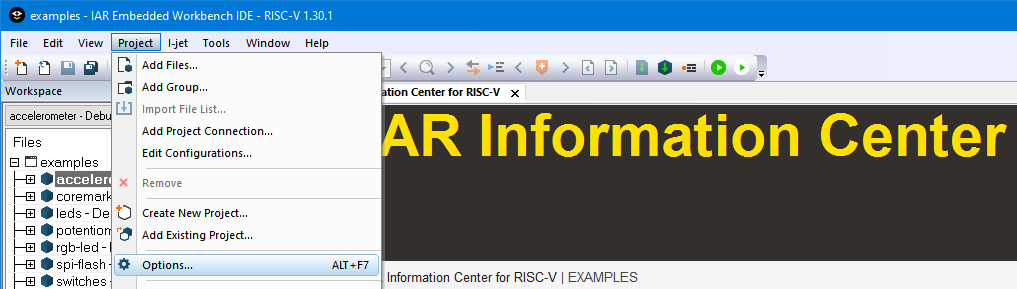 examples - IAR Embedded Workbench IDE - RISC-V 1.30.1
File Edit View Project I-jet Tools Window Help
Workspace
accelerometer - Debu
Files
examples
accelero
coremark
leds - De
potentiom
rgb-led -
spi-flash -
switches -
Add Files...
Add Group...
Import File List...
Add Project Connection...
Edit Configurations...
Remove
Create New Project...
Add Existing Project...
Options... ALT+F7
ation Center for RISC-V
AR Information Center
Information Center for RISC-V | EXAMPLES